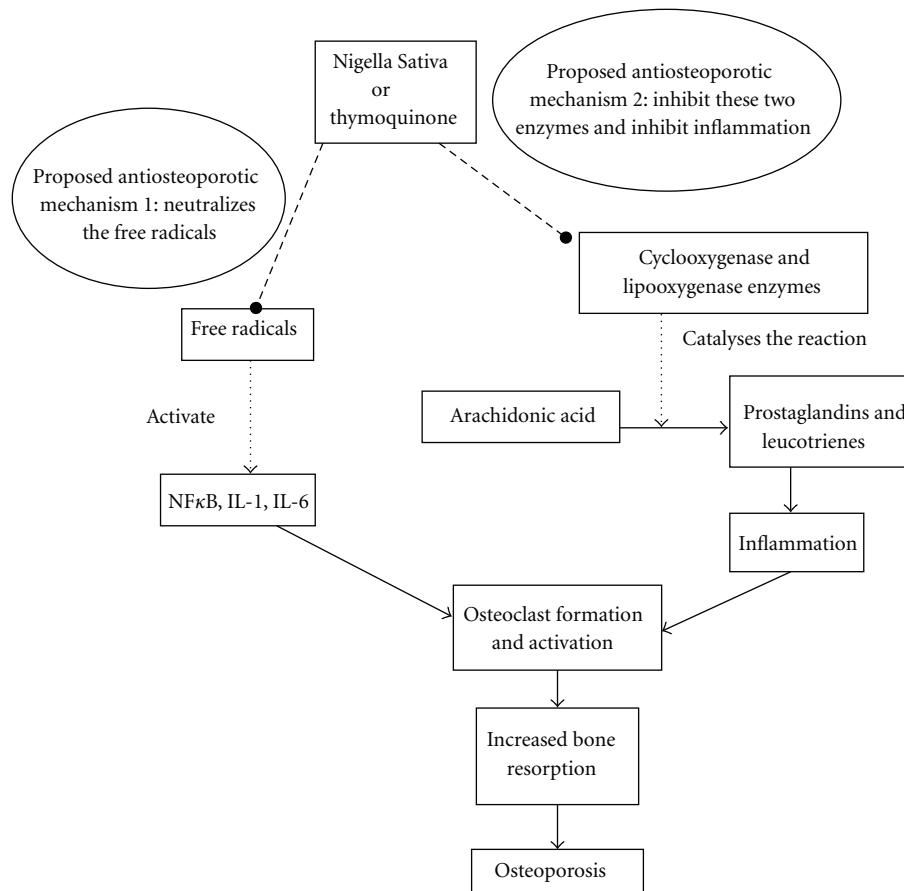 Nigella Sativa
or
thymoquinone
Proposed antiosteoporotic
mechanism 2: inhibit these two
enzymes and inhibit inflammation
Proposed antiosteoporotic
mechanism 1: neutralizes
the free radicals
Cyclooxygenase and
lipooxygenase enzymes
Free radicals
Catalyses the reaction
Activate
Arachidonic acid
Prostaglandins and
leucotrienes
NFκB, IL-1, IL-6
Inflammation
Osteoclast formation
and activation
Increased bone
resorption
Osteoporosis